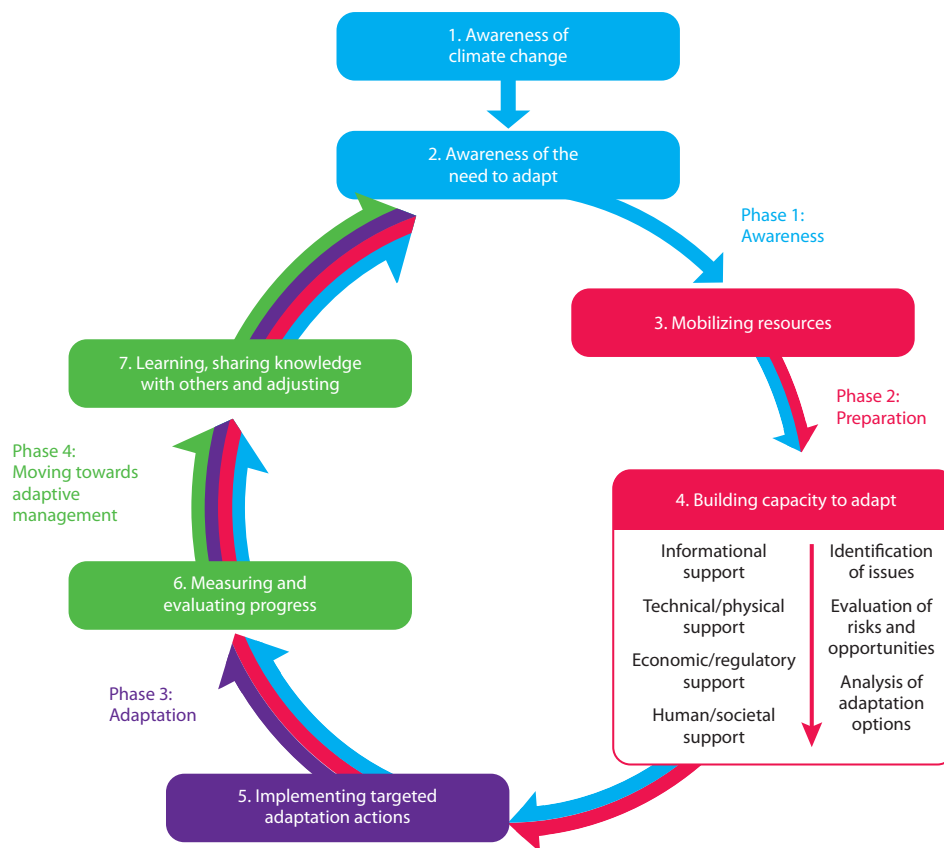 1. Awareness of
climate change
2. Awareness of the
need to adapt
Phase 1:
Awareness
3. Mobilizing resources
Phase 2:
Preparation
4. Building capacity to adapt
Informational
support
Technical/physical
support
Economic/regulatory
support
Human/societal
support
Identification
of issues
Evaluation of
risks and
opportunities
Analysis of
adaptation
options
5. Implementing targeted
adaptation actions
Phase 3:
Adaptation
6. Measuring and
evaluating progress
Phase 4:
Moving towards
adaptive
management
7. Learning, sharing knowledge
with others and adjusting